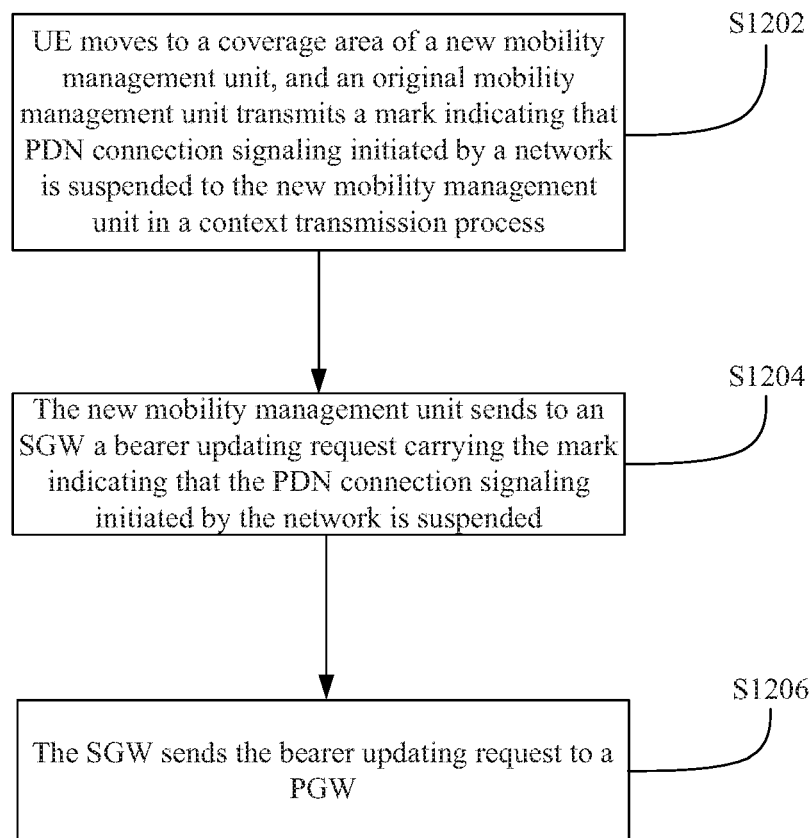 S1202
UE moves to a coverage area of a new mobility
management unit, and an original mobility
management unit transmits a mark indicating that
PDN connection signaling initiated by a network
is suspended to the new mobility management
unit in a context transmission process
S1204
The new mobility management unit sends to an
SGW a bearer updating request carrying the mark
indicating that the PDN connection signaling
initiated by the network is suspended
S1206
The SGW sends the bearer updating request to a
PGW